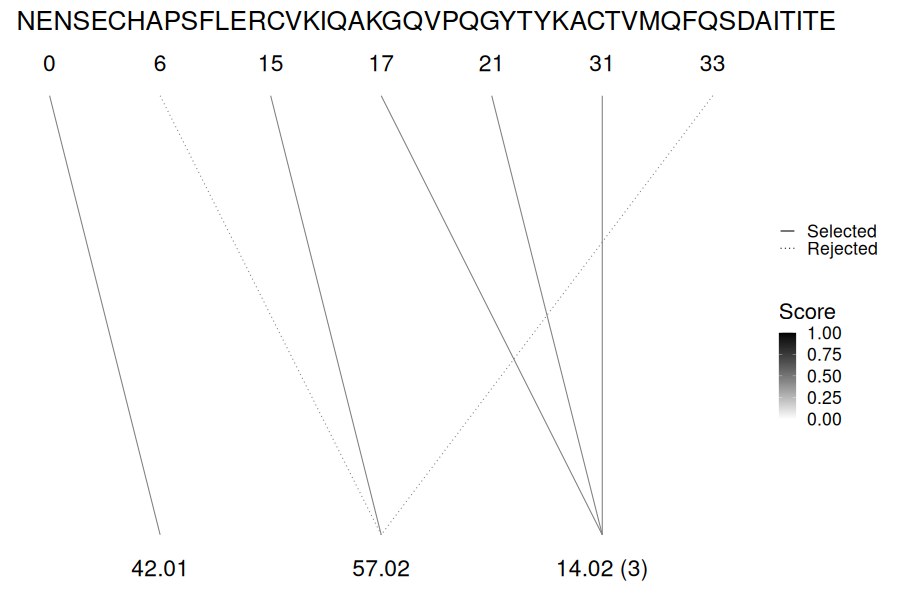 NENSECHAPSFLERCVKIQAKGQVPQGYTYKACTVMQFQSDAITITE
0 6 15 17 21 31 33
Selected
Rejected
Score
1.00
0.75
0.50
0.25
0.00
42.01 57.02 14.02 (3)